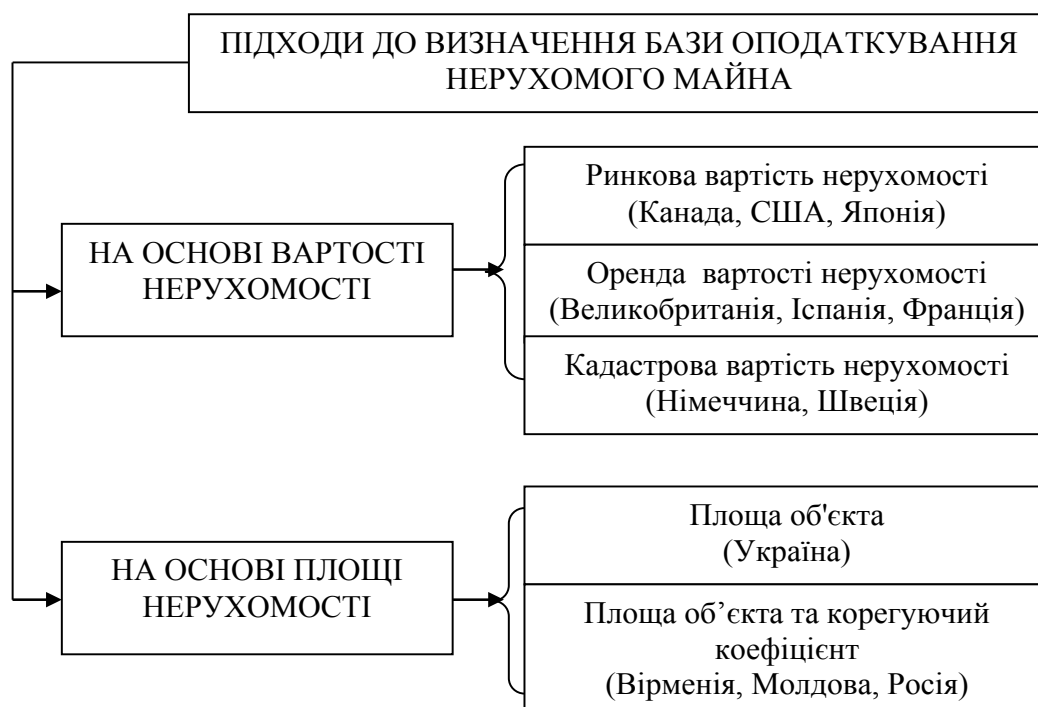 ПІДХОДИ ДО ВИЗНАЧЕННЯ БАЗИ ОПОДАТКУВАННЯ
НЕРУХОМОГО МАЙНА
НА ОСНОВІ ВАРТОСТІ
НЕРУХОМОСТІ
Ринкова вартість нерухомості
(Канада, США, Японія)
Оренда  вартості нерухомості
(Великобританія, Іспанія, Франція)
Кадастрова вартість нерухомості
(Німеччина, Швеція)
НА ОСНОВІ ПЛОЩІ
НЕРУХОМОСТІ
Площа об'єкта
(Україна)
Площа об’єкта та корегуючий
коефіцієнт
(Вірменія, Молдова, Росія)